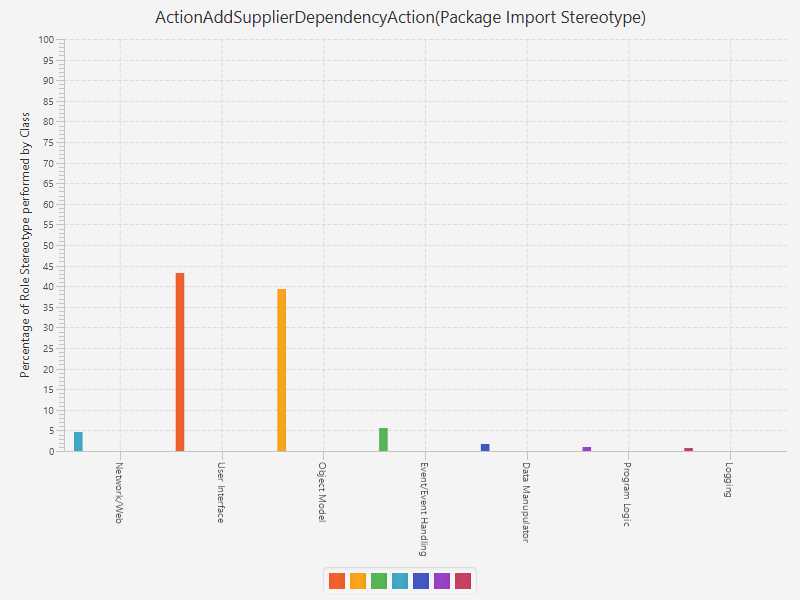 ActionAddSupplierDependencyAction(Package Import Stereotype)
Percentage of Role Stereotype performed by Class
100
95
90
85
80
75
70
65
60
55
50
45
40
35
30
25
20
15
10
5
0
Network/Web
User Interface
Object Model
Event/Event Handling
Data Manupulator
Program Logic
Logging